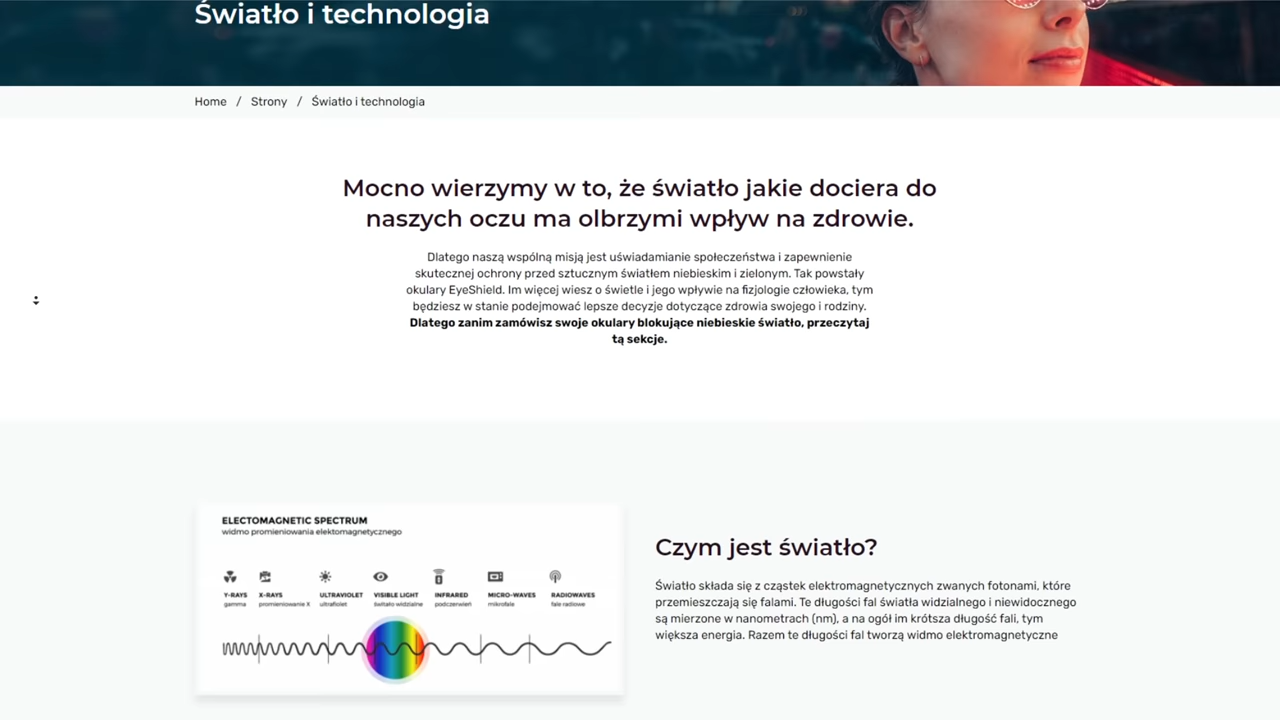 Światło i technologia
Home / Strony / Światło i technologia
Mocno wierzymy w to, że światło jakie dociera do
naszych oczu ma olbrzymi wpływ na zdrowie.
Dlatego naszą wspólną misją jest uświadamianie społeczeństwa i zapewnienie
skutecznej ochrony przed sztucznym światłem niebieskim i zielonym. Tak powstały
okulary EyeShield. Im więcej wiesz o świetle i jego wpływie na fizjologie człowieka, tym
będziesz w stanie podejmować lepsze decyzje dotyczące zdrowia swojego i rodziny.
Dlatego zanim zamówisz swoje okulary blokujące niebieskie światło, przeczytaj
tą sekcje.
ELECTOMAGNETIC SPECTRUM
widmo promieniowania elektomagnetycznego
Y-RAYS X-RAYS ULTRAVIOLET VISIBLE LIGHT INFRARED MICRO-WAVES RADIOWAVES
gamma promieniowanie X ultrafiolet światło widzialne podczerwień mikrofale fale radiowe
Czym jest światło?
Światło składa się z cząstek elektromagnetycznych zwanych fotonami, które
przemieszczają się falami. Te długości fal światła widzialnego i niewidocznego
są mierzone w nanometrach (nm), a na ogół im krótsza długość fali, tym
większa energia. Razem te długości fal tworzą widmo elektromagnetyczne